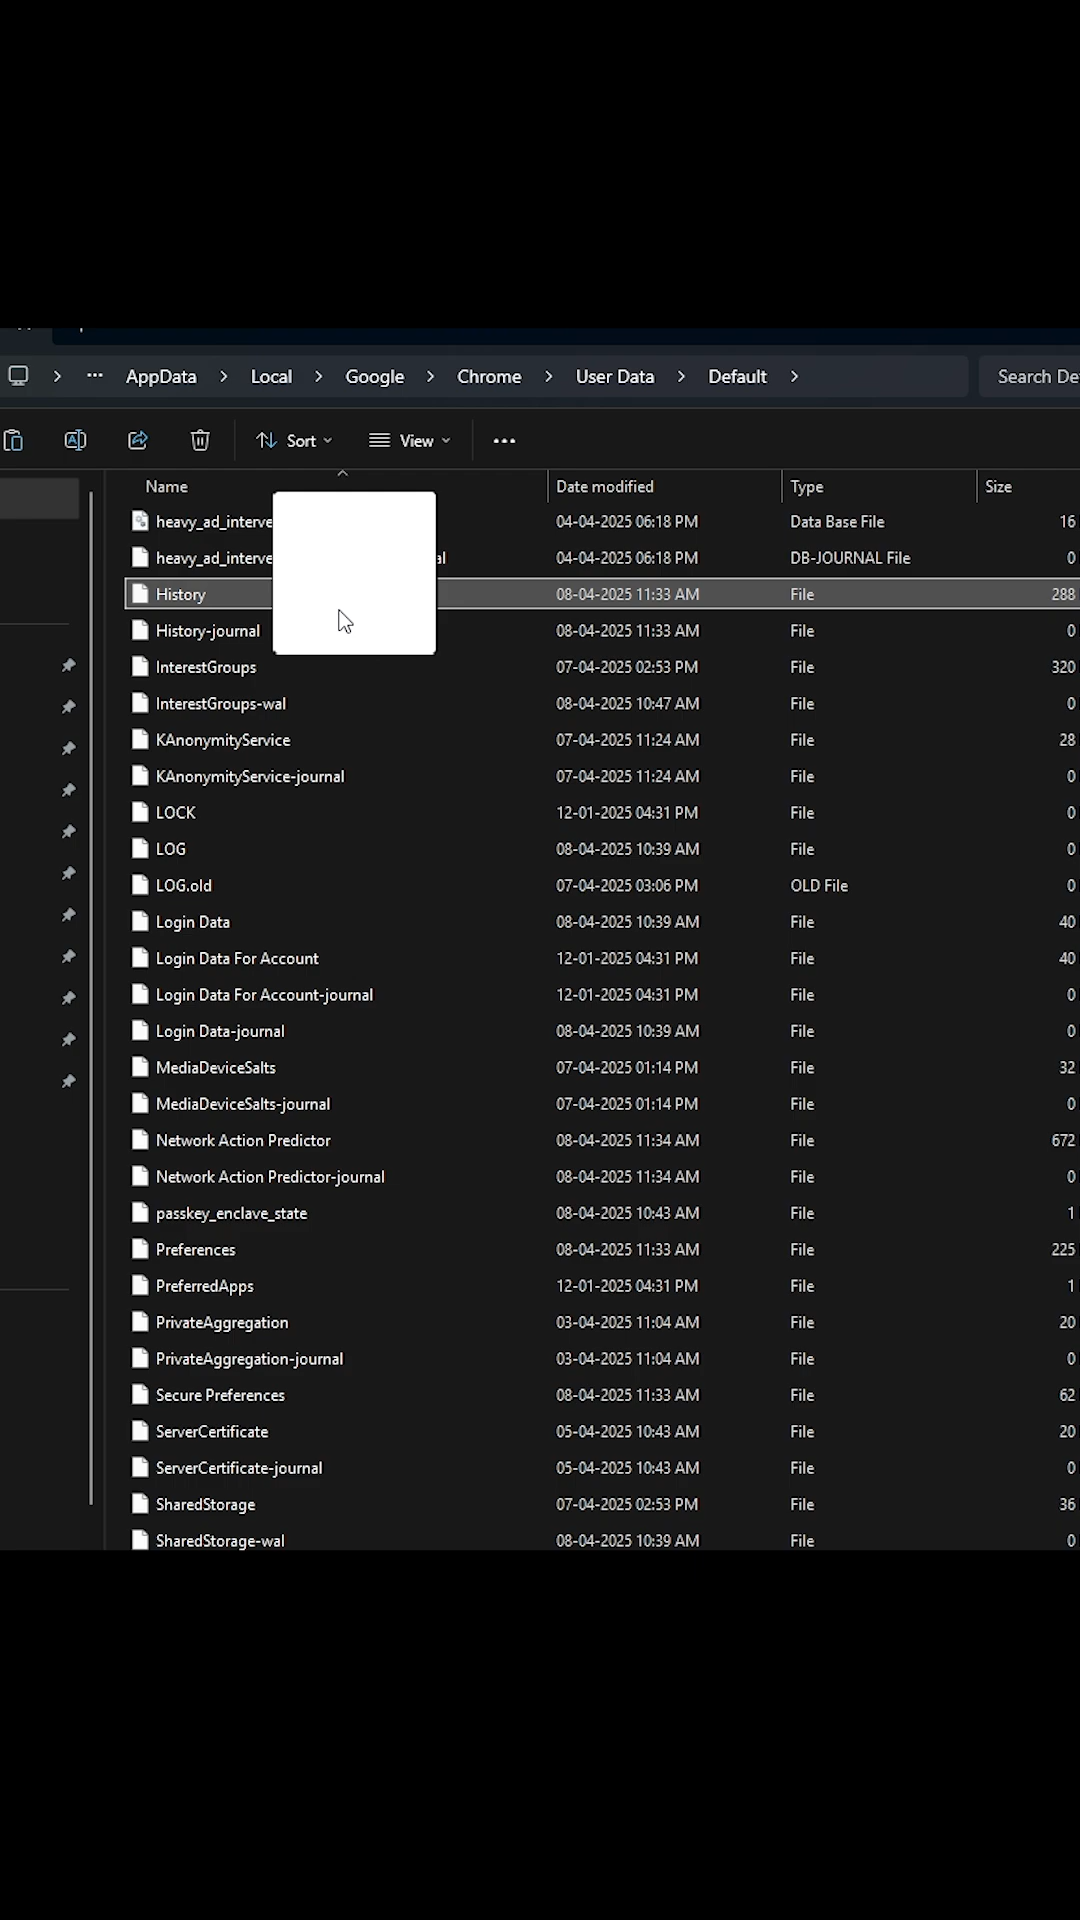 AppData > Local > Google > Chrome > User Data > Default >
Search De
Sort
View
Name Date modified Type Size
heavy_ad_interve 04-04-2025 06:18 PM Data Base File 16
heavy_ad_interve al 04-04-2025 06:18 PM DB-JOURNAL File 0
History 08-04-2025 11:33 AM File 288
History-journal 08-04-2025 11:33 AM File 0
InterestGroups 07-04-2025 02:53 PM File 320
InterestGroups-wal 08-04-2025 10:47 AM File 0
KAnonymityService 07-04-2025 11:24 AM File 28
KAnonymityService-journal 07-04-2025 11:24 AM File 0
LOCK 12-01-2025 04:31 PM File 0
LOG 08-04-2025 10:39 AM File 0
LOG.old 07-04-2025 03:06 PM OLD File 0
Login Data 08-04-2025 10:39 AM File 40
Login Data For Account 12-01-2025 04:31 PM File 40
Login Data For Account-journal 12-01-2025 04:31 PM File 0
Login Data-journal 08-04-2025 10:39 AM File 0
MediaDeviceSalts 07-04-2025 01:14 PM File 32
MediaDeviceSalts-journal 07-04-2025 01:14 PM File 0
Network Action Predictor 08-04-2025 11:34 AM File 672
Network Action Predictor-journal 08-04-2025 11:34 AM File 0
passkey_enclave_state 08-04-2025 10:43 AM File 1
Preferences 08-04-2025 11:33 AM File 225
PreferredApps 12-01-2025 04:31 PM File 1
PrivateAggregation 03-04-2025 11:04 AM File 20
PrivateAggregation-journal 03-04-2025 11:04 AM File 0
Secure Preferences 08-04-2025 11:33 AM File 62
ServerCertificate 05-04-2025 10:43 AM File 20
ServerCertificate-journal 05-04-2025 10:43 AM File 0
SharedStorage 07-04-2025 02:53 PM File 36
SharedStorage-wal 08-04-2025 10:39 AM File 0